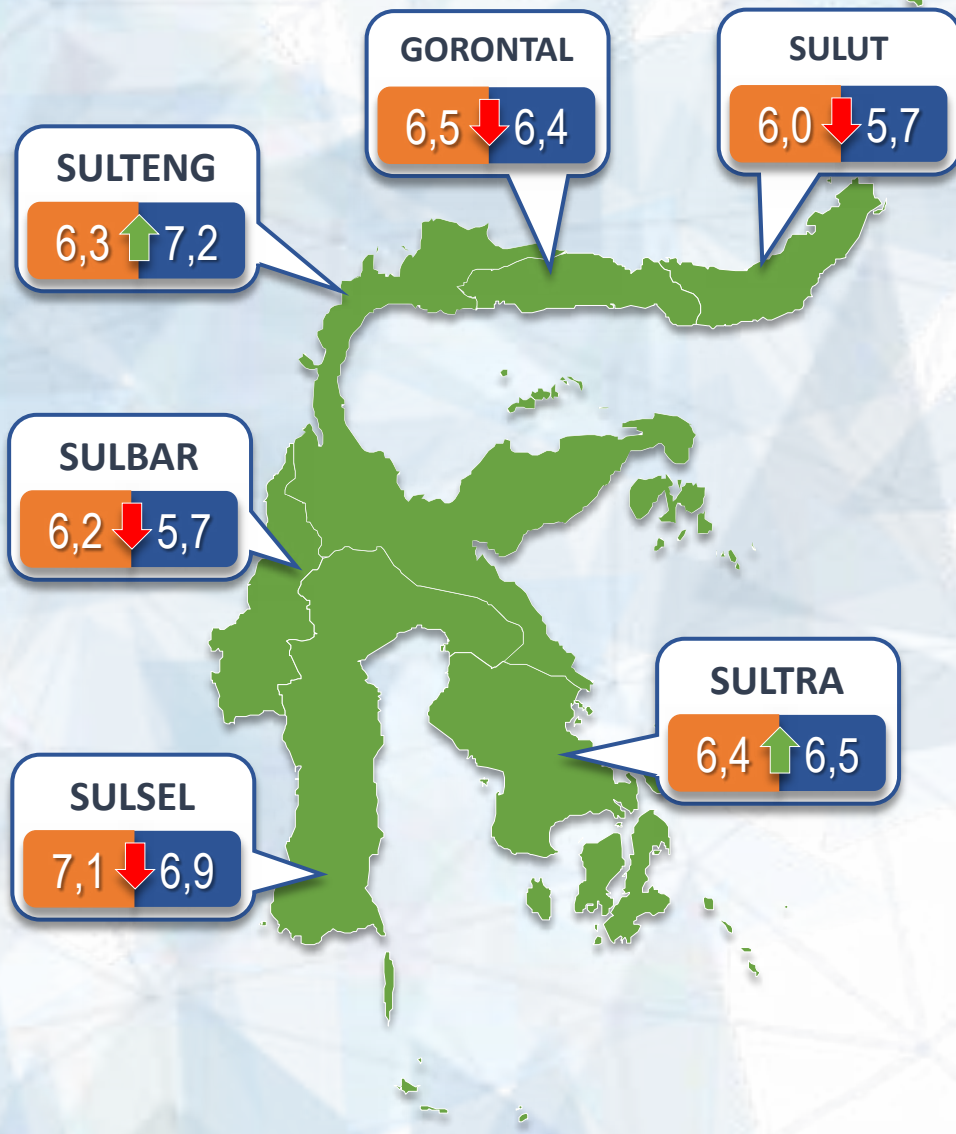 GORONTAL
6,5 6,4
SULUT
6,0 5,7
SULTENG
6,3 7,2
SULBAR
6,2 5,7
SULTRA
6,4 6,5
SULSEL
7,1 6,9